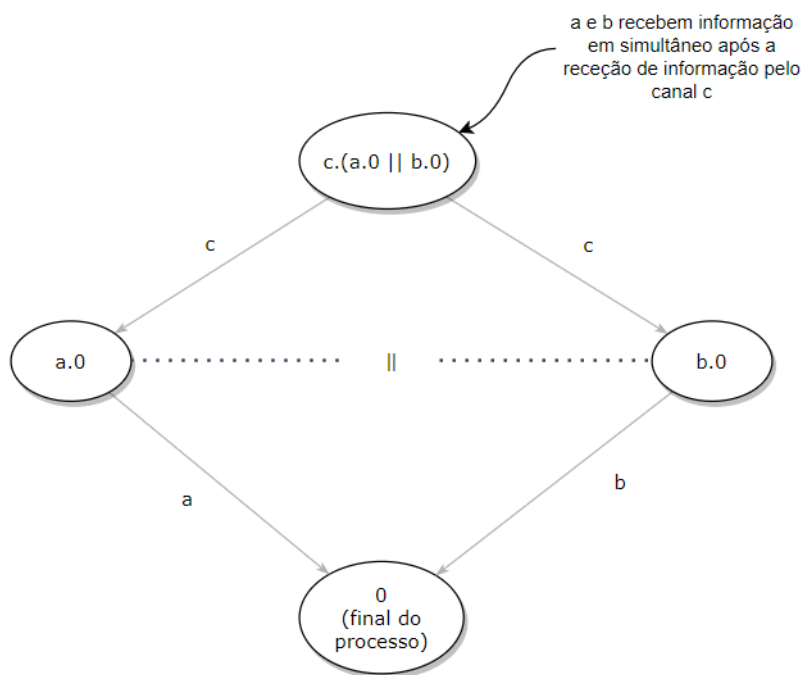 a e b recebem informação
em simultâneo após a
receção de informação pelo
canal c
c.(a.0 || b.0)
c
c
a.0
||
b.0
a
b
0
(final do
processo)